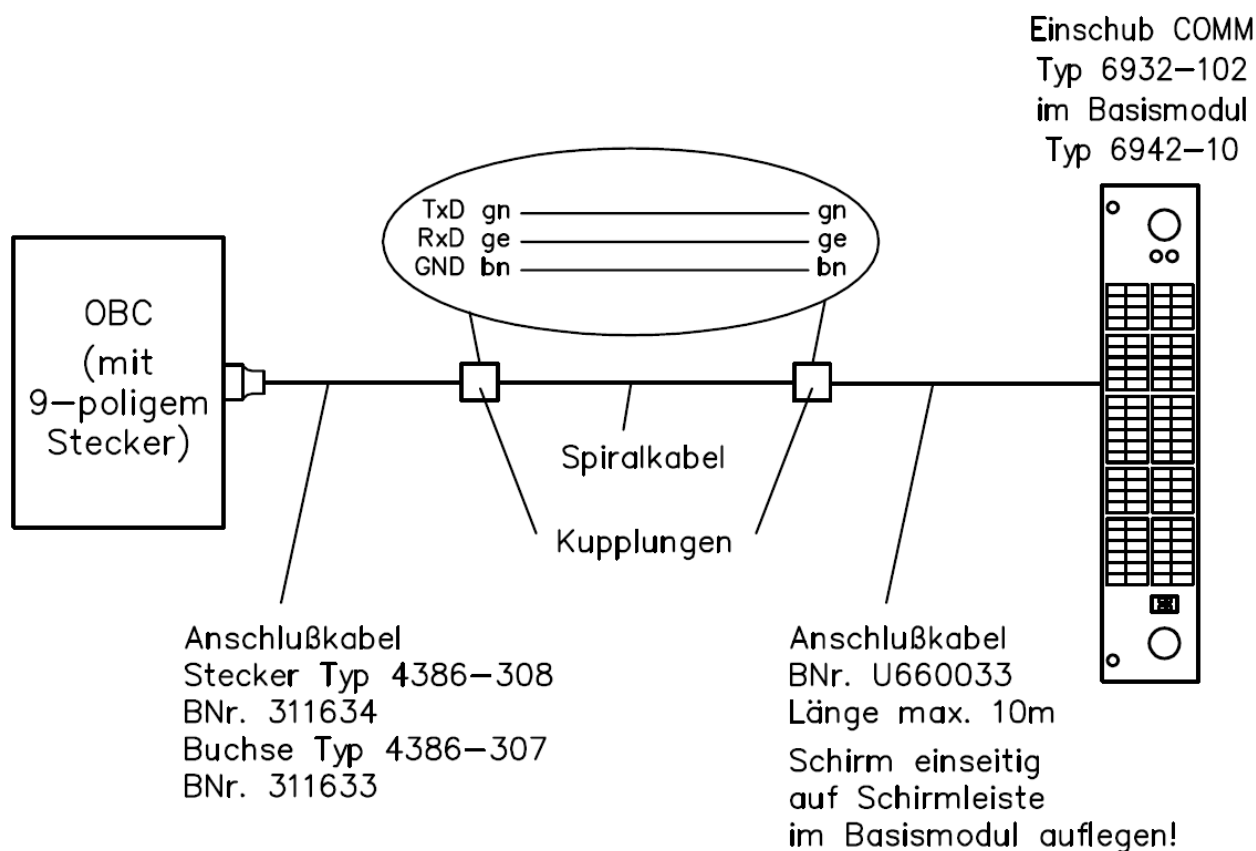 Einschub COMM
Typ 6932-102
im Basismodul
Typ 6942-10
TxD gn gn
RxD ge ge
GND bn bn
OBC
(mit
9-poligem
Stecker)
Spiralkabel
Kupplungen
Anschlußkabel
Stecker Typ 4386-308
BNr. 311634
Buchse Typ 4386-307
BNr. 311633
Anschlußkabel
BNr. U660033
Länge max. 10m
Schirm einseitig
auf Schirmleiste
im Basismodul auflegen!